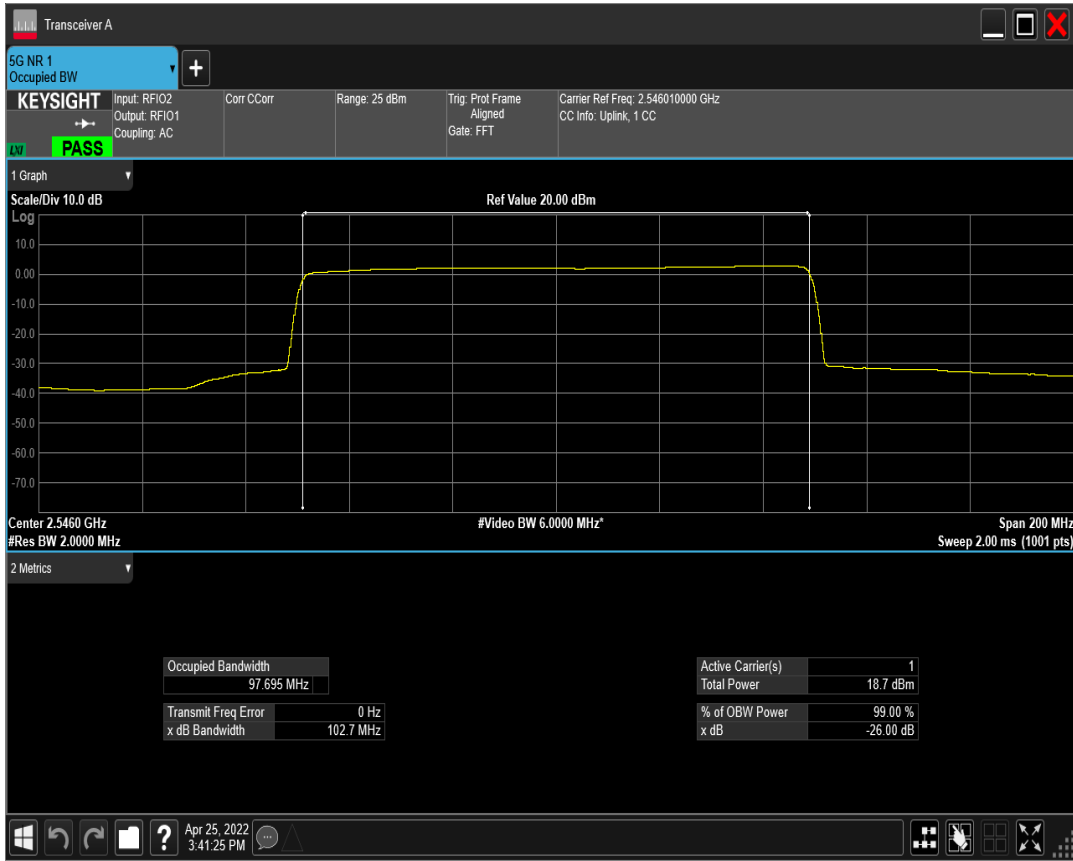 Transceiver A
5G NR 1
Occupied BW
KEYSIGHT
LXI
PASS
Input: RFIO2
Output: RFIO1
Coupling: AC
Corr CCorr
Range: 25 dBm
Trig: Prot Frame
Aligned
Gate: FFT
Carrier Ref Freq: 2.546010000 GHz
CC Info: Uplink, 1 CC
1 Graph
Scale/Div 10.0 dB
Ref Value 20.00 dBm
Log
10.0
0.00
-10.0
-20.0
-30.0
-40.0
-50.0
-60.0
-70.0
Center 2.5460 GHz
#Video BW 6.0000 MHz*
Span 200 MHz
#Res BW 2.0000 MHz
Sweep 2.00 ms (1001 pts)
2 Metrics
Occupied Bandwidth
97.695 MHz
Transmit Freq Error 0 Hz
x dB Bandwidth 102.7 MHz
Active Carrier(s) 1
Total Power 18.7 dBm
% of OBW Power 99.00 %
x dB -26.00 dB
Apr 25, 2022
3:41:25 PM